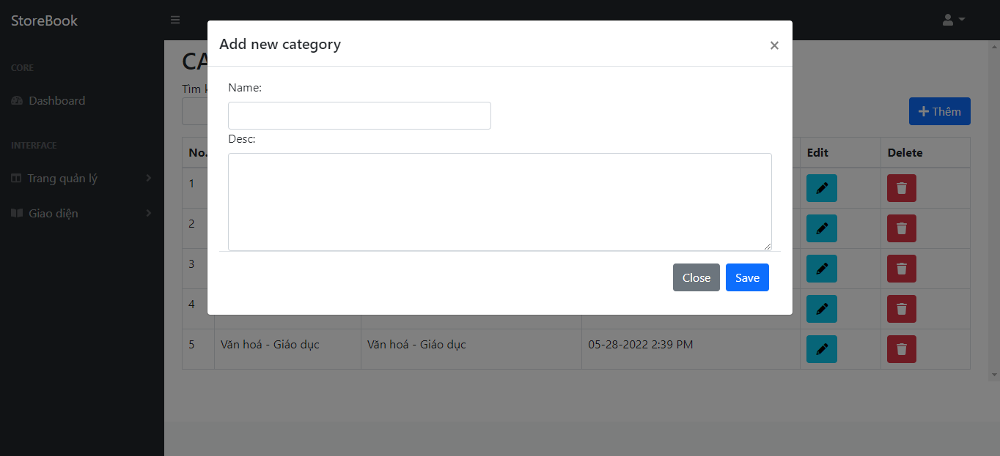 StoreBook
CORE
Dashboard
INTERFACE
Trang quản lý
Giao diện
Add new category
×
Name:
Desc:
Close Save
CA
Tìm
Thêm
No. Edit Delete
1
2
3
4
5 Văn hoá - Giáo dục Văn hoá - Giáo dục 05-28-2022 2:39 PM